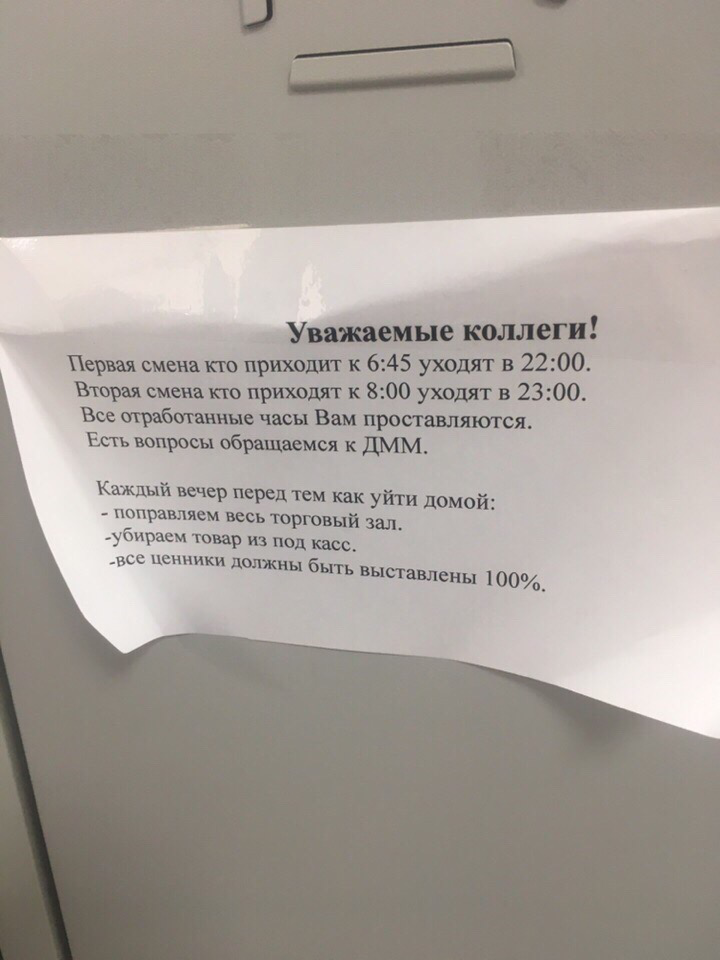 Уважаемые коллеги!
Первая смена кто приходит к 6:45 уходят в 22:00.
Вторая смена кто приходят к 8:00 уходят в 23:00.
Все отработанные часы Вам проставляются.
Есть вопросы обращаемся к ДММ.
Каждый вечер перед тем как уйти домой:
- поправляем весь торговый зал.
-убираем товар из под касс.
-все ценники должны быть выставлены 100%.